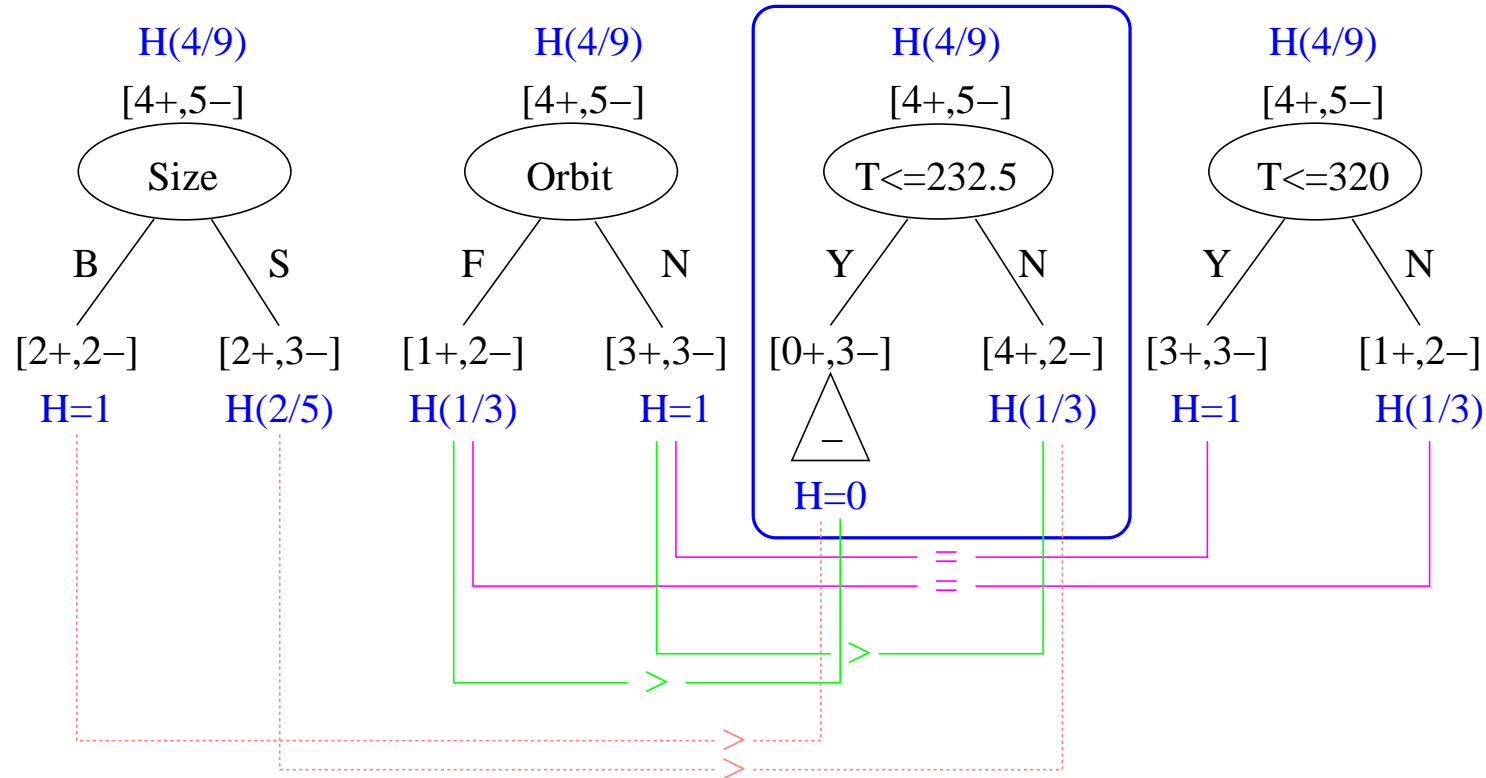 H(4/9) H(4/9) H(4/9) H(4/9)
[4+,5−] [4+,5−] [4+,5−] [4+,5−]
Size Orbit T<=232.5 T<=320
B S F N Y N Y N
[2+,2−] [2+,3−] [1+,2−] [3+,3−] [0+,3−] [4+,2−] [3+,3−] [1+,2−]
H=1 H(2/5) H(1/3) H=1 H(1/3) H=1 H(1/3)
−
H=0
=
=
>
>
>
>